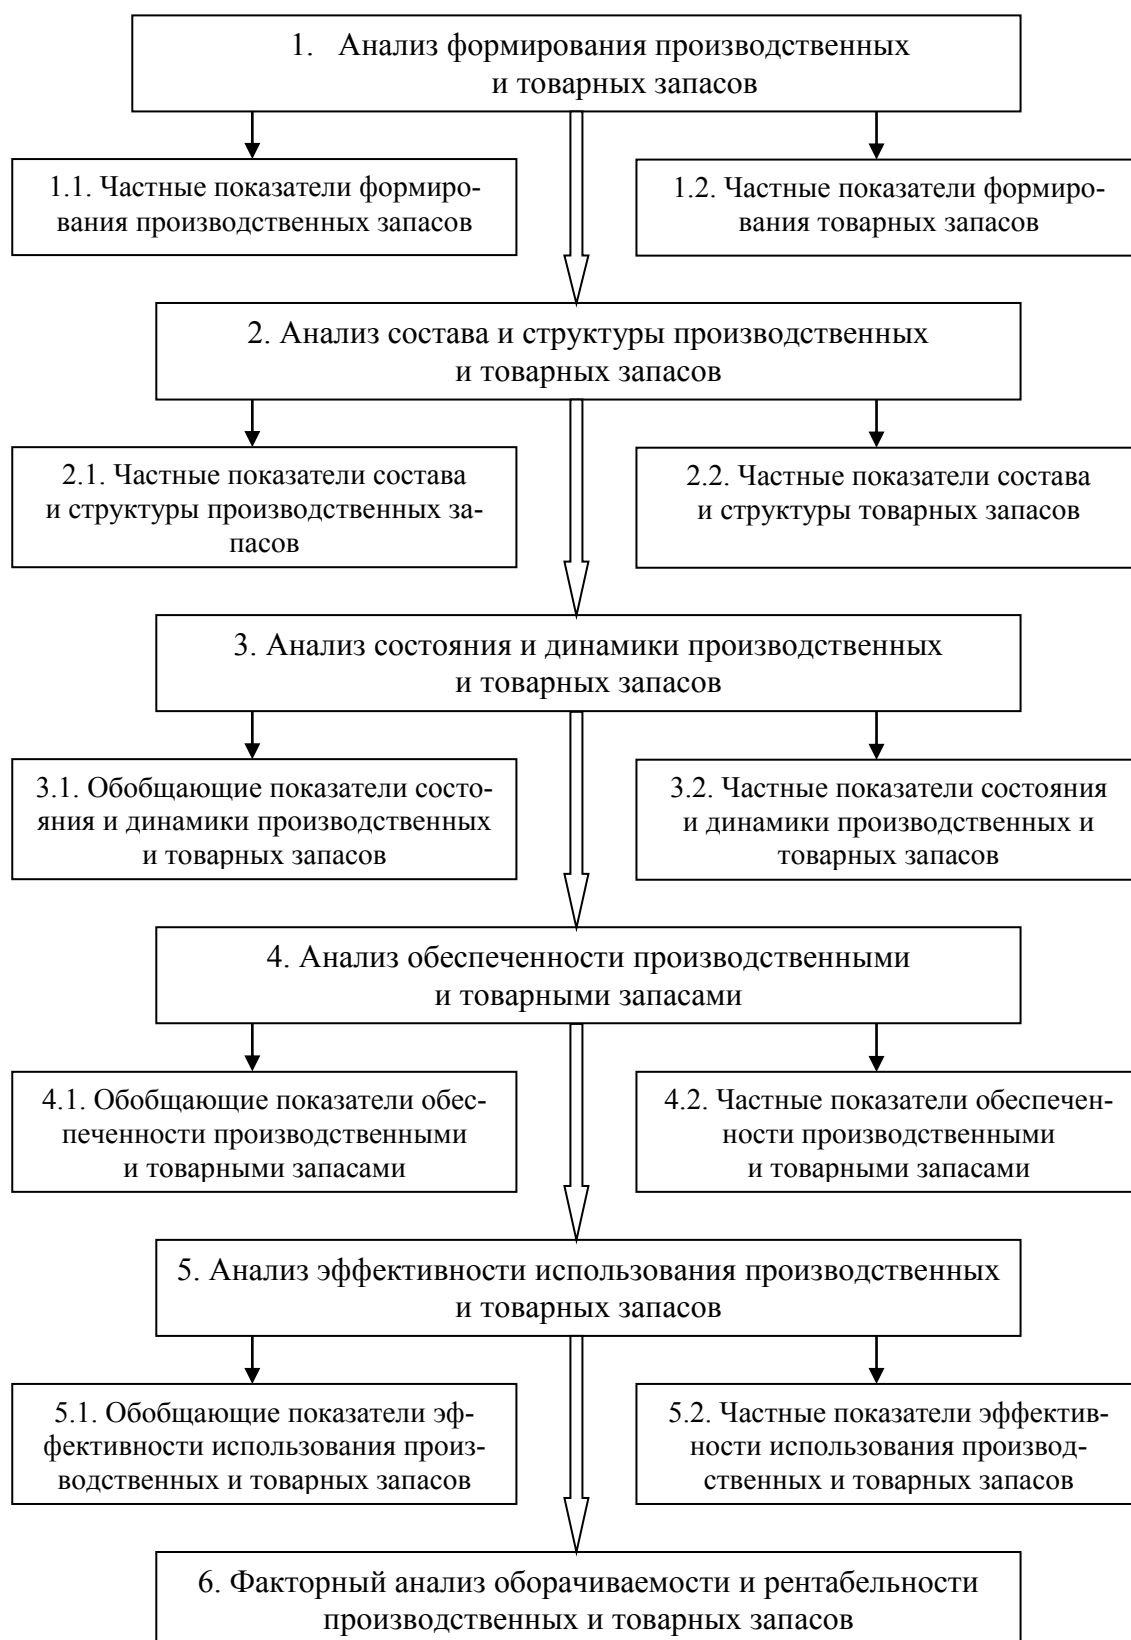 1. Анализ формирования производственных
и товарных запасов
1.1. Частные показатели формиро-
вания производственных запасов
1.2. Частные показатели формиро-
вания товарных запасов
2. Анализ состава и структуры производственных
и товарных запасов
2.1. Частные показатели состава
и структуры производственных за-
пасов
2.2. Частные показатели состава
и структуры товарных запасов
3. Анализ состояния и динамики производственных
и товарных запасов
3.1. Обобщающие показатели состо-
яния и динамики производственных
и товарных запасов
3.2. Частные показатели состояния
и динамики производственных и
товарных запасов
4. Анализ обеспеченности производственными
и товарными запасами
4.1. Обобщающие показатели обес-
печенности производственными
и товарными запасами
4.2. Частные показатели обеспечен-
ности производственными
и товарными запасами
5. Анализ эффективности использования производственных
и товарных запасов
5.1. Обобщающие показатели эф-
фективности использования произ-
водственных и товарных запасов
5.2. Частные показатели эффектив-
ности использования производ-
ственных и товарных запасов
6. Факторный анализ оборачиваемости и рентабельности
производственных и товарных запасов